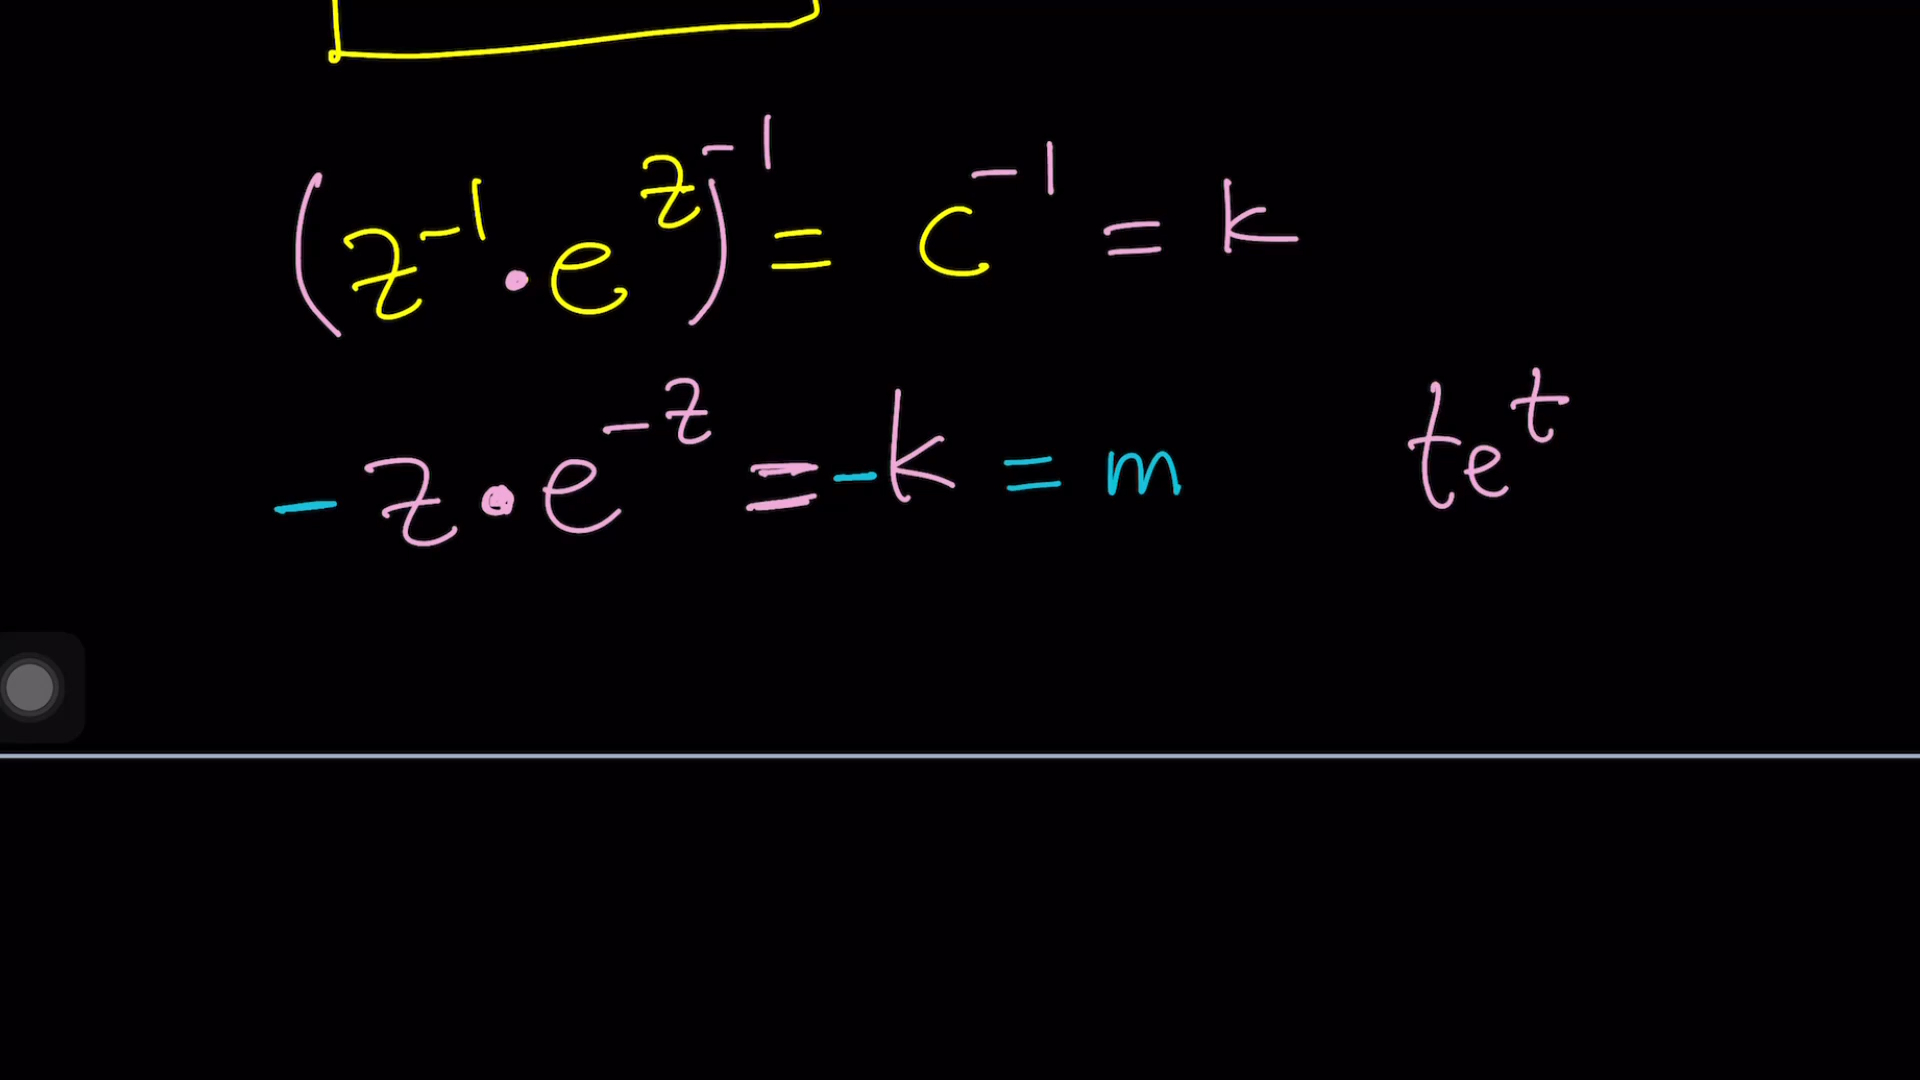 (z⁻¹ · e^z)⁻¹ = c⁻¹ = k
-z · e^-z = -k = m te^t